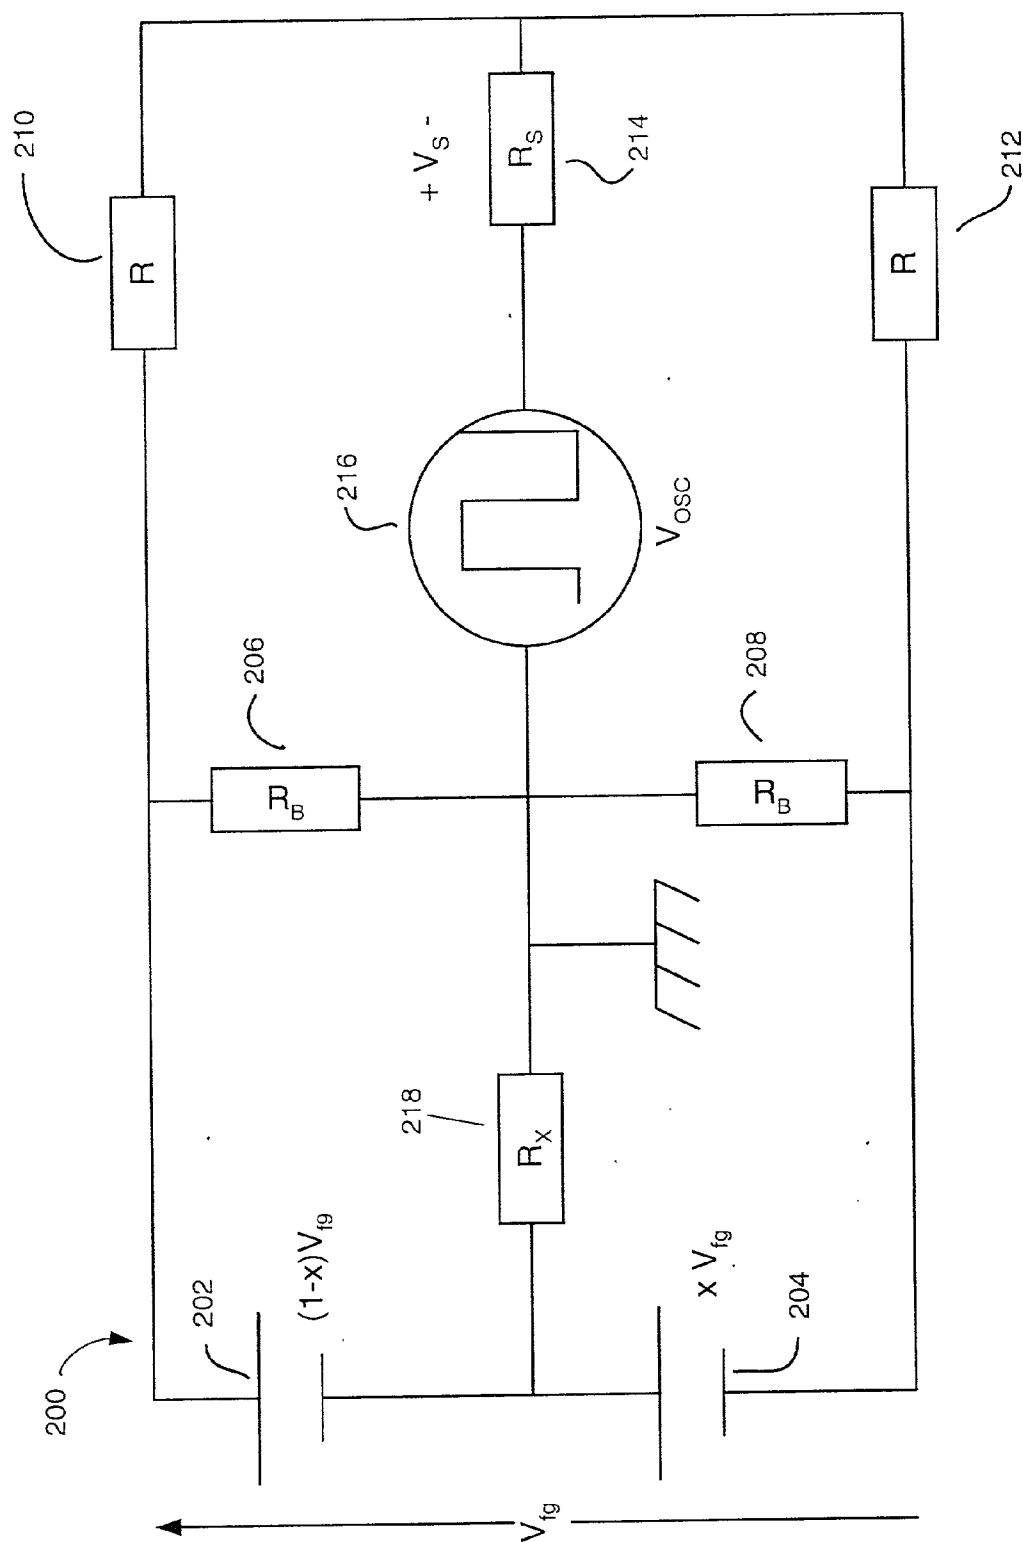 210
R
+ V_S -
R_S
214
212
R
216
V_OSC
206
R_B
208
R_B
218
R_X
200
202
(1-x)V_fg
x V_fg
204
V_fg